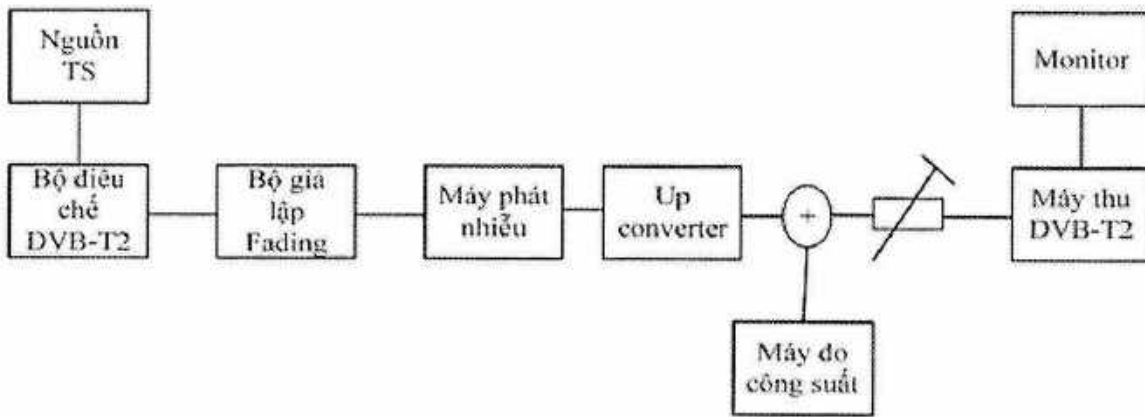 Nguồn
TS
Monitor
Bộ điều
chế
DVB-T2
Bộ giả
lập
Fading
Máy phát
nhiễu
Up
converter
+
Máy thu
DVB-T2
Máy đo
công suất